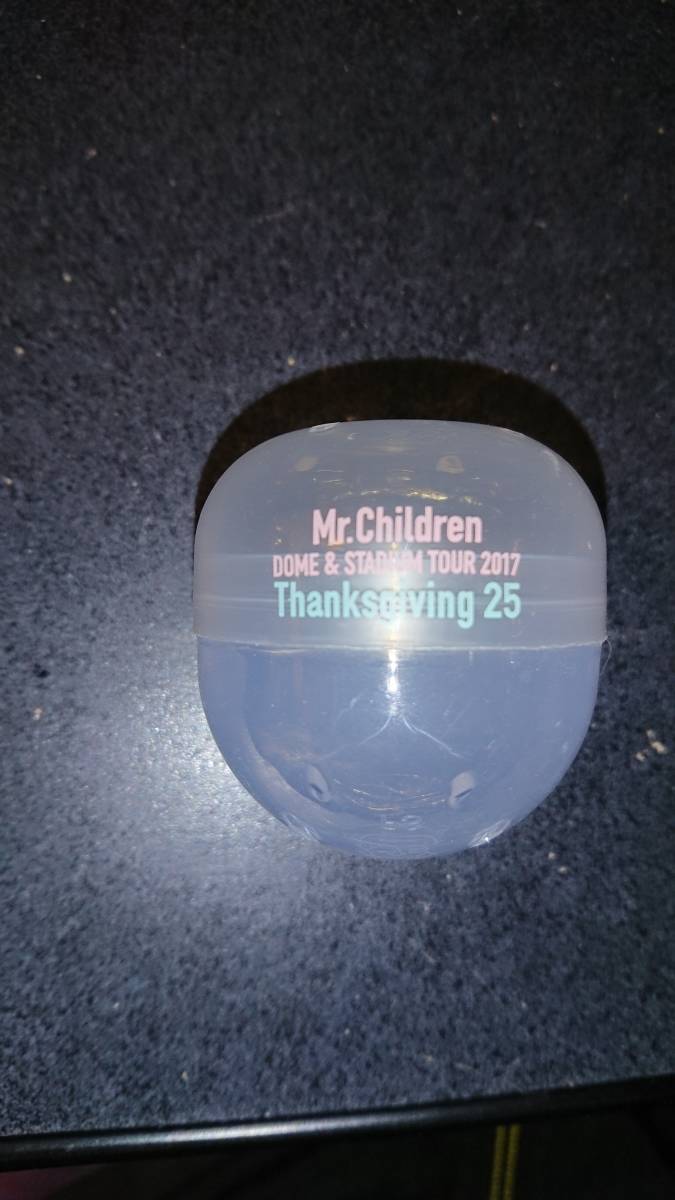 Mr.Children
DOME & STADIUM TOUR 2017
Thanksgiving 25